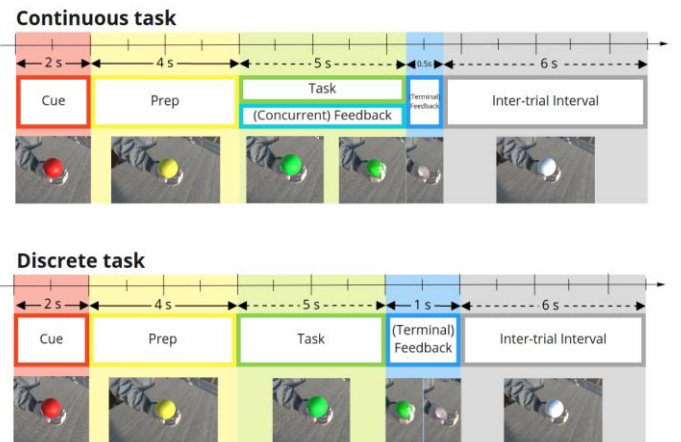 Continuous task
2 s 4 s 5 s 0.5s 6 s
Cue Prep Task (Terminal) Feedback Inter-trial Interval
(Concurrent) Feedback
Discrete task
2 s 4 s 5 s 1 s 6 s
Cue Prep Task (Terminal) Feedback Inter-trial Interval